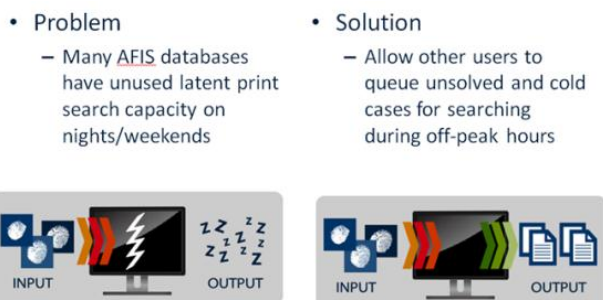 • Problem
– Many AFIS databases
have unused latent print
search capacity on
nights/weekends
z z z z z z z z z
INPUT
OUTPUT
• Solution
– Allow other users to
queue unsolved and cold
cases for searching
during off-peak hours
INPUT
OUTPUT